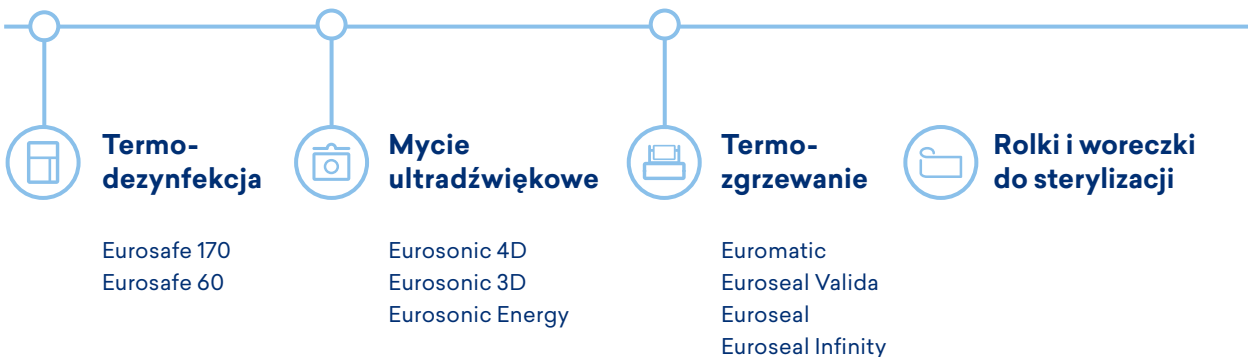 Termo-
dezynfekcja
Eurosafe 170
Eurosafe 60
Mycie
ultradźwiękowe
Eurosonic 4D
Eurosonic 3D
Eurosonic Energy
Termo-
zgrzewanie
Euromatic
Euroseal Valida
Euroseal
Euroseal Infinity
Rolki i woreczki
do sterylizacji